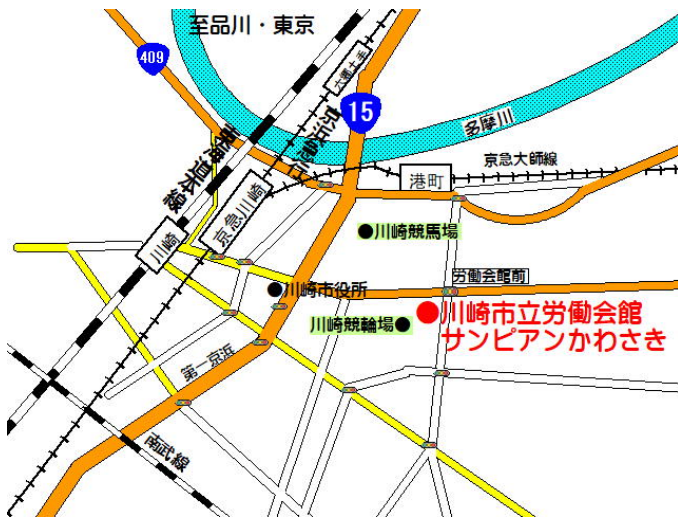 至品川・東京
409
六郷土手
15
多摩川
京浜急行
東海道本線
京急大師線
港町
京急川崎
川崎
川崎競馬場
労働会館前
川崎市役所
川崎市立労働会館
サンピアンかわさき
川崎競輪場
第一京浜
南武線